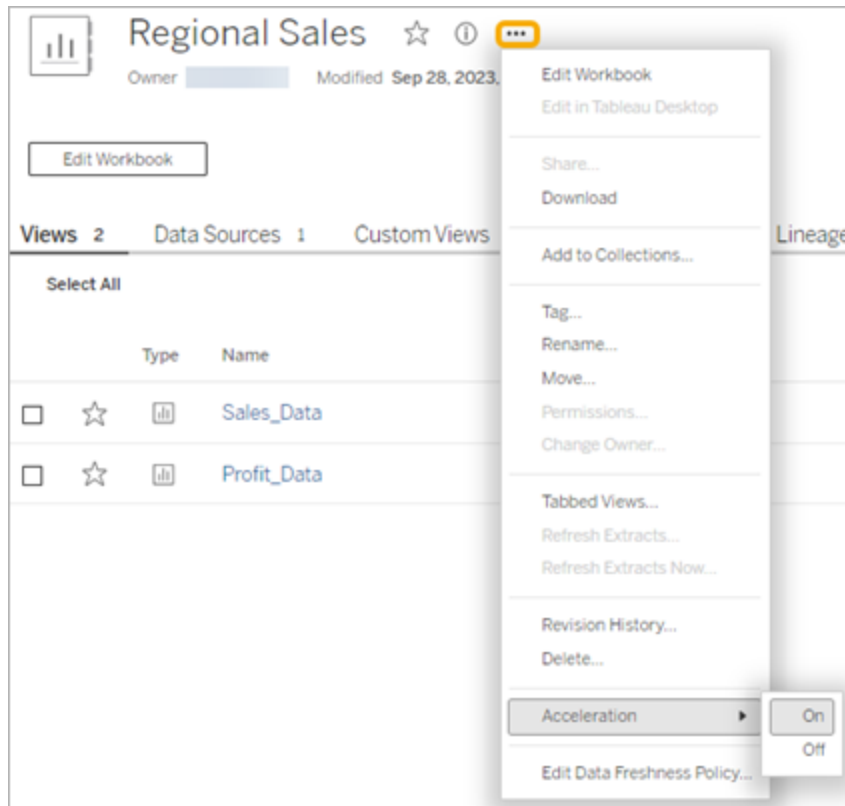 Regional Sales
Owner Modified Sep 28, 2023,
Edit Workbook
Views 2 Data Sources 1 Custom Views Lineage
Select All
Type Name
Sales_Data
Profit_Data
Edit Workbook
Edit in Tableau Desktop
Share...
Download
Add to Collections...
Tag...
Rename...
Move...
Permissions...
Change Owner...
Tabbed Views...
Refresh Extracts...
Refresh Extracts Now...
Revision History...
Delete...
Acceleration
On
Off
Edit Data Freshness Policy...